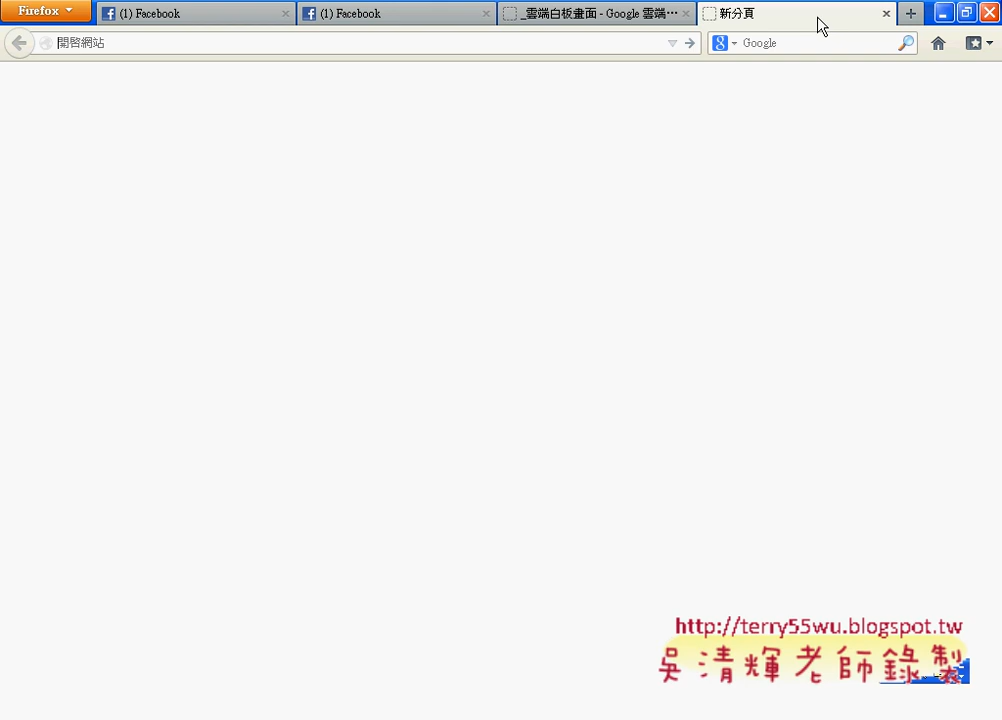 Firefox
(1) Facebook
(1) Facebook
_雲端白板畫面 - Google 雲端…
新分頁
開啓網站
Google
http://terry55wu.blogspot.tw
吳清輝老師錄製